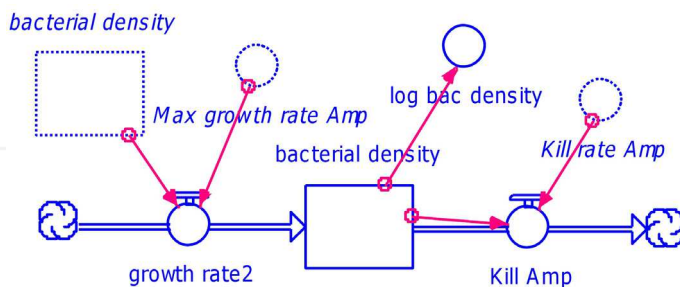 bacterial density
log bac density
Max growth rate Amp
Kill rate Amp
bacterial density
growth rate2
Kill Amp